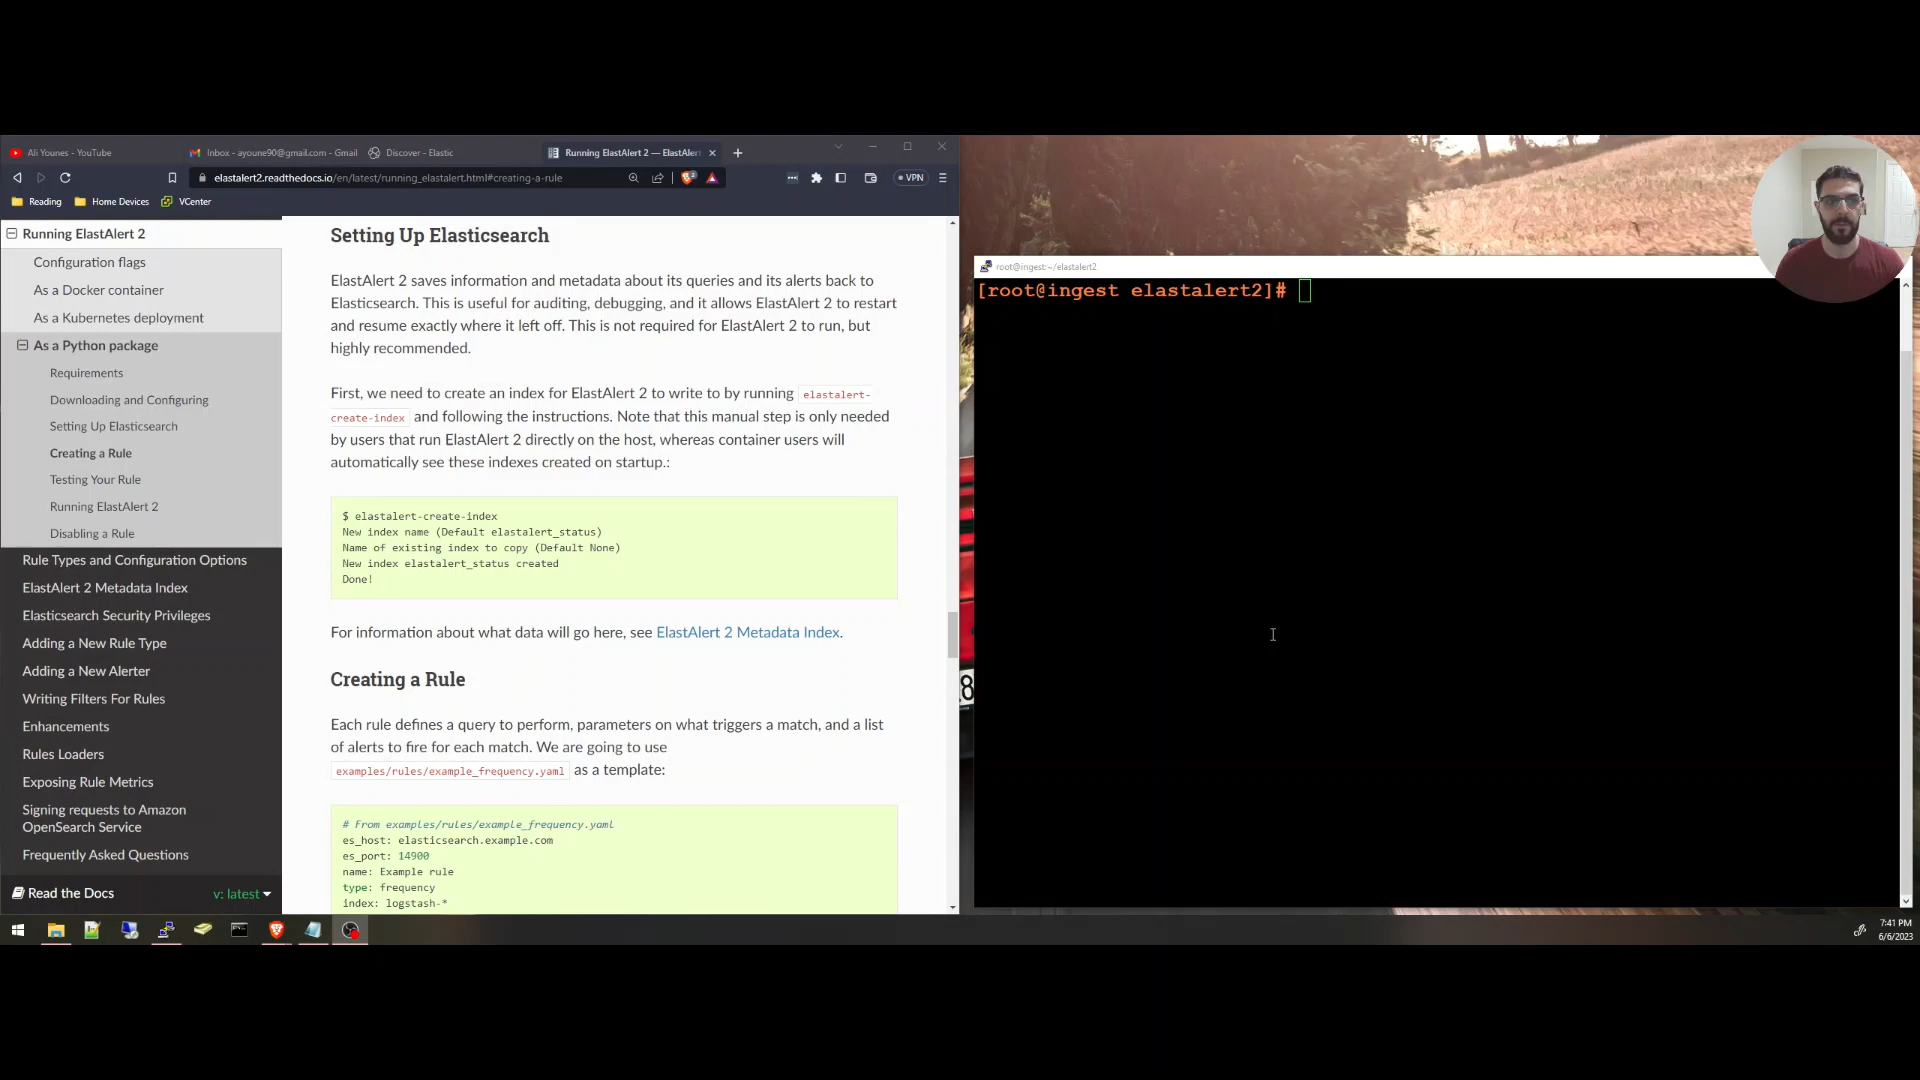 Ali Younes - YouTube
Inbox - ayoune90@gmail.com - Gmail
Discover - Elastic
Running ElastAlert 2 — ElastAler
elastalert2.readthedocs.io/en/latest/running_elastalert.html#creating-a-rule
VPN
Reading
Home Devices
VCenter
Running ElastAlert 2
Configuration flags
As a Docker container
As a Kubernetes deployment
As a Python package
Requirements
Downloading and Configuring
Setting Up Elasticsearch
Creating a Rule
Testing Your Rule
Running ElastAlert 2
Disabling a Rule
Rule Types and Configuration Options
ElastAlert 2 Metadata Index
Elasticsearch Security Privileges
Adding a New Rule Type
Adding a New Alerter
Writing Filters For Rules
Enhancements
Rules Loaders
Exposing Rule Metrics
Signing requests to Amazon
OpenSearch Service
Frequently Asked Questions
Read the Docs
v: latest
Setting Up Elasticsearch
ElastAlert 2 saves information and metadata about its queries and its alerts back to
Elasticsearch. This is useful for auditing, debugging, and it allows ElastAlert 2 to restart
and resume exactly where it left off. This is not required for ElastAlert 2 to run, but
highly recommended.
First, we need to create an index for ElastAlert 2 to write to by running elastalert-
create-index and following the instructions. Note that this manual step is only needed
by users that run ElastAlert 2 directly on the host, whereas container users will
automatically see these indexes created on startup.:
$ elastalert-create-index
New index name (Default elastalert_status)
Name of existing index to copy (Default None)
New index elastalert_status created
Done!
For information about what data will go here, see ElastAlert 2 Metadata Index.
Creating a Rule
Each rule defines a query to perform, parameters on what triggers a match, and a list
of alerts to fire for each match. We are going to use
examples/rules/example_frequency.yaml as a template:
# From examples/rules/example_frequency.yaml
es_host: elasticsearch.example.com
es_port: 14900
name: Example rule
type: frequency
index: logstash-*
root@ingest:~/elastalert2
[root@ingest elastalert2]#
8
7:41 PM
6/6/2023